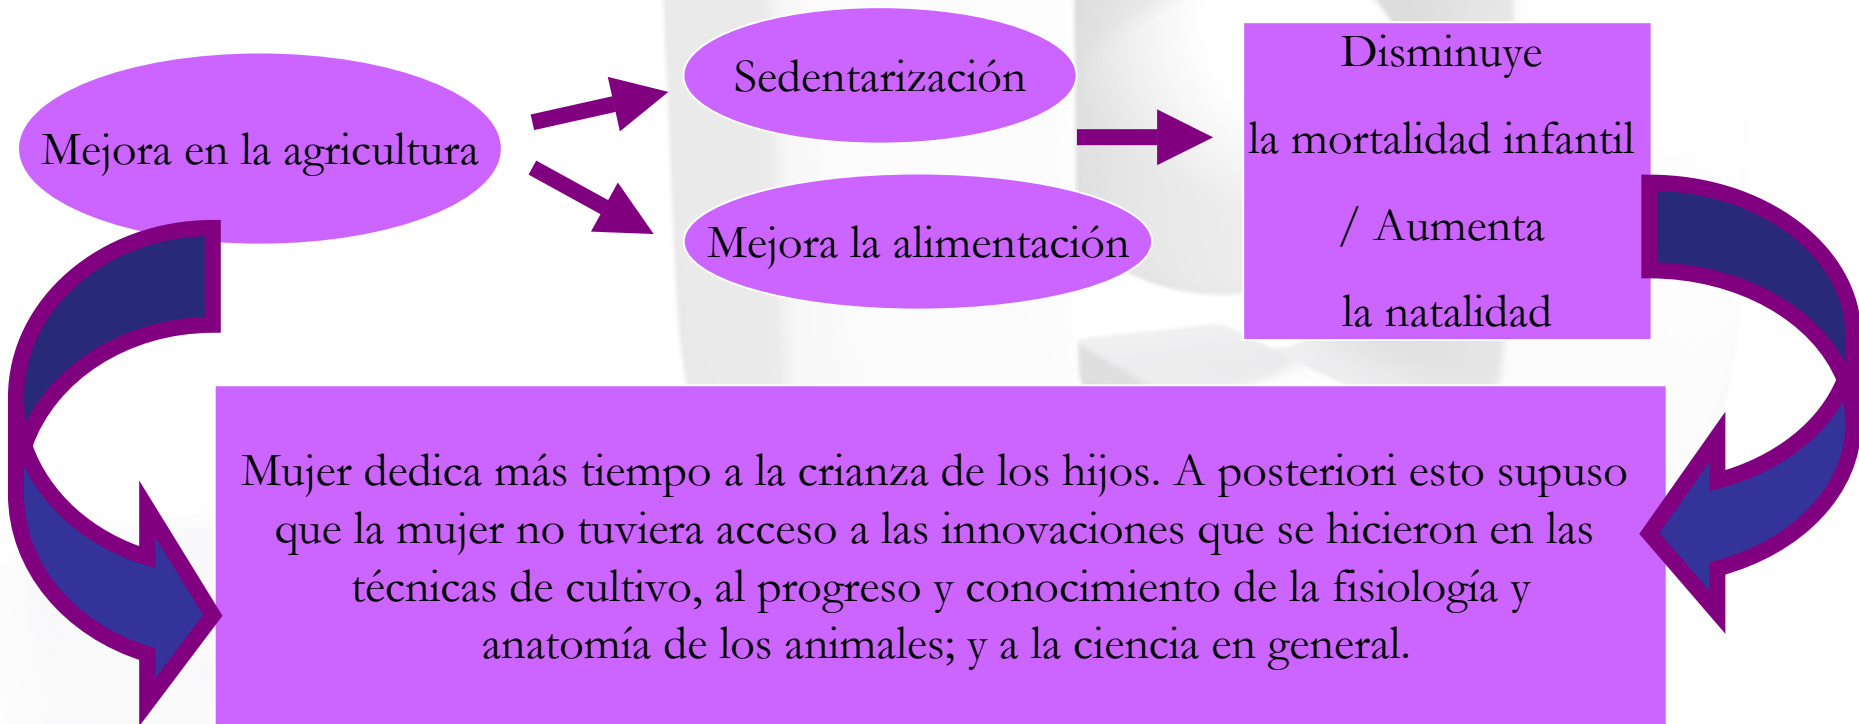 Mejora en la agricultura
Sedentarización
Mejora la alimentación
Disminuye
la mortalidad infantil
/ Aumenta
la natalidad
Mujer dedica más tiempo a la crianza de los hijos. A posteriori esto supuso
que la mujer no tuviera acceso a las innovaciones que se hicieron en las
técnicas de cultivo, al progreso y conocimiento de la fisiología y
anatomía de los animales; y a la ciencia en general.